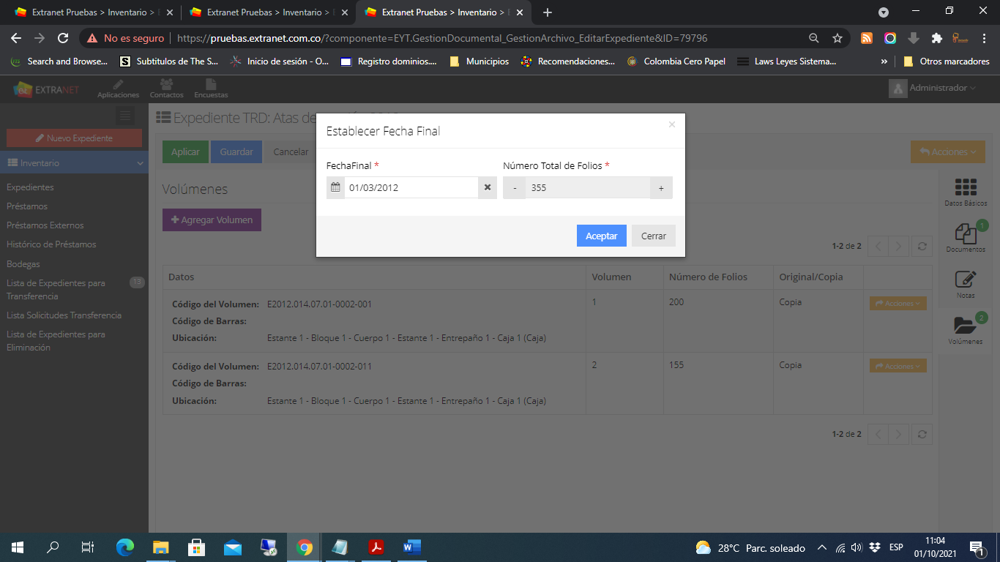 Extranet Pruebas > Inventario >
Extranet Pruebas > Inventario >
Extranet Pruebas > Inventario >
No es seguro
https://pruebas.extranet.com.co/?componente=EYT.GestionDocumental_GestionArchivo_EditarExpediente&ID=79796
Search and Browse...
Subtítulos de The S...
Inicio de sesión - O...
Registro dominios....
Municipios
Recomendaciones...
Colombia Cero Papel
Laws Leyes Sistema...
»
Otros marcadores
EXTRANET
Aplicaciones
Contactos
Encuestas
Administrador
Nuevo Expediente
Inventario
Expedientes
Préstamos
Préstamos Externos
Histórico de Préstamos
Bodegas
Lista de Expedientes para
Transferencia
13
Lista Solicitudes Transferencia
Lista de Expedientes para
Eliminación
Expediente TRD: Atas de
Aplicar
Guardar
Cancelar
Acciones
Establecer Fecha Final
×
FechaFinal *
Número Total de Folios *
01/03/2012
- 355 +
Aceptar
Cerrar
Volúmenes
Agregar Volumen
1-2 de 2
Datos
Volumen
Número de Folios
Original/Copia
Código del Volumen: E2012.014.07.01-0002-001
Código de Barras:
Ubicación: Estante 1 - Bloque 1 - Cuerpo 1 - Estante 1 - Entrepaño 1 - Caja 1 (Caja)
1
200
Copia
Acciones
Código del Volumen: E2012.014.07.01-0002-011
Código de Barras:
Ubicación: Estante 1 - Bloque 1 - Cuerpo 1 - Estante 1 - Entrepaño 1 - Caja 1 (Caja)
2
155
Copia
Acciones
1-2 de 2
Datos Básicos
1
Documentos
Notas
2
Volúmenes
28°C Parc. soleado
ESP
11:04
01/10/2021
1